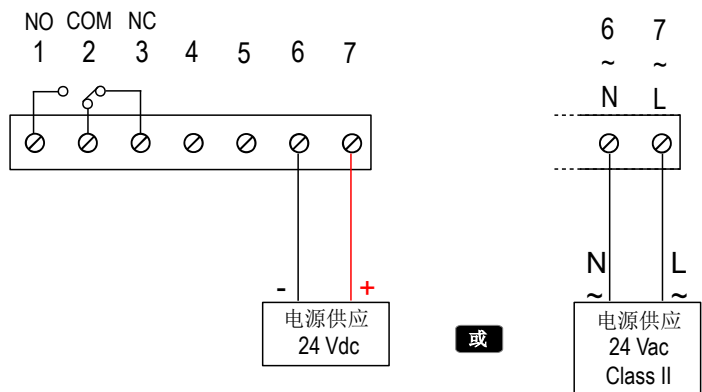 NO COM NC
1 2 3 4 5 6 7
- +
电源供应
24 Vdc
或
6 7
~ ~
N L
N L
~ ~
电源供应
24 Vac
Class II